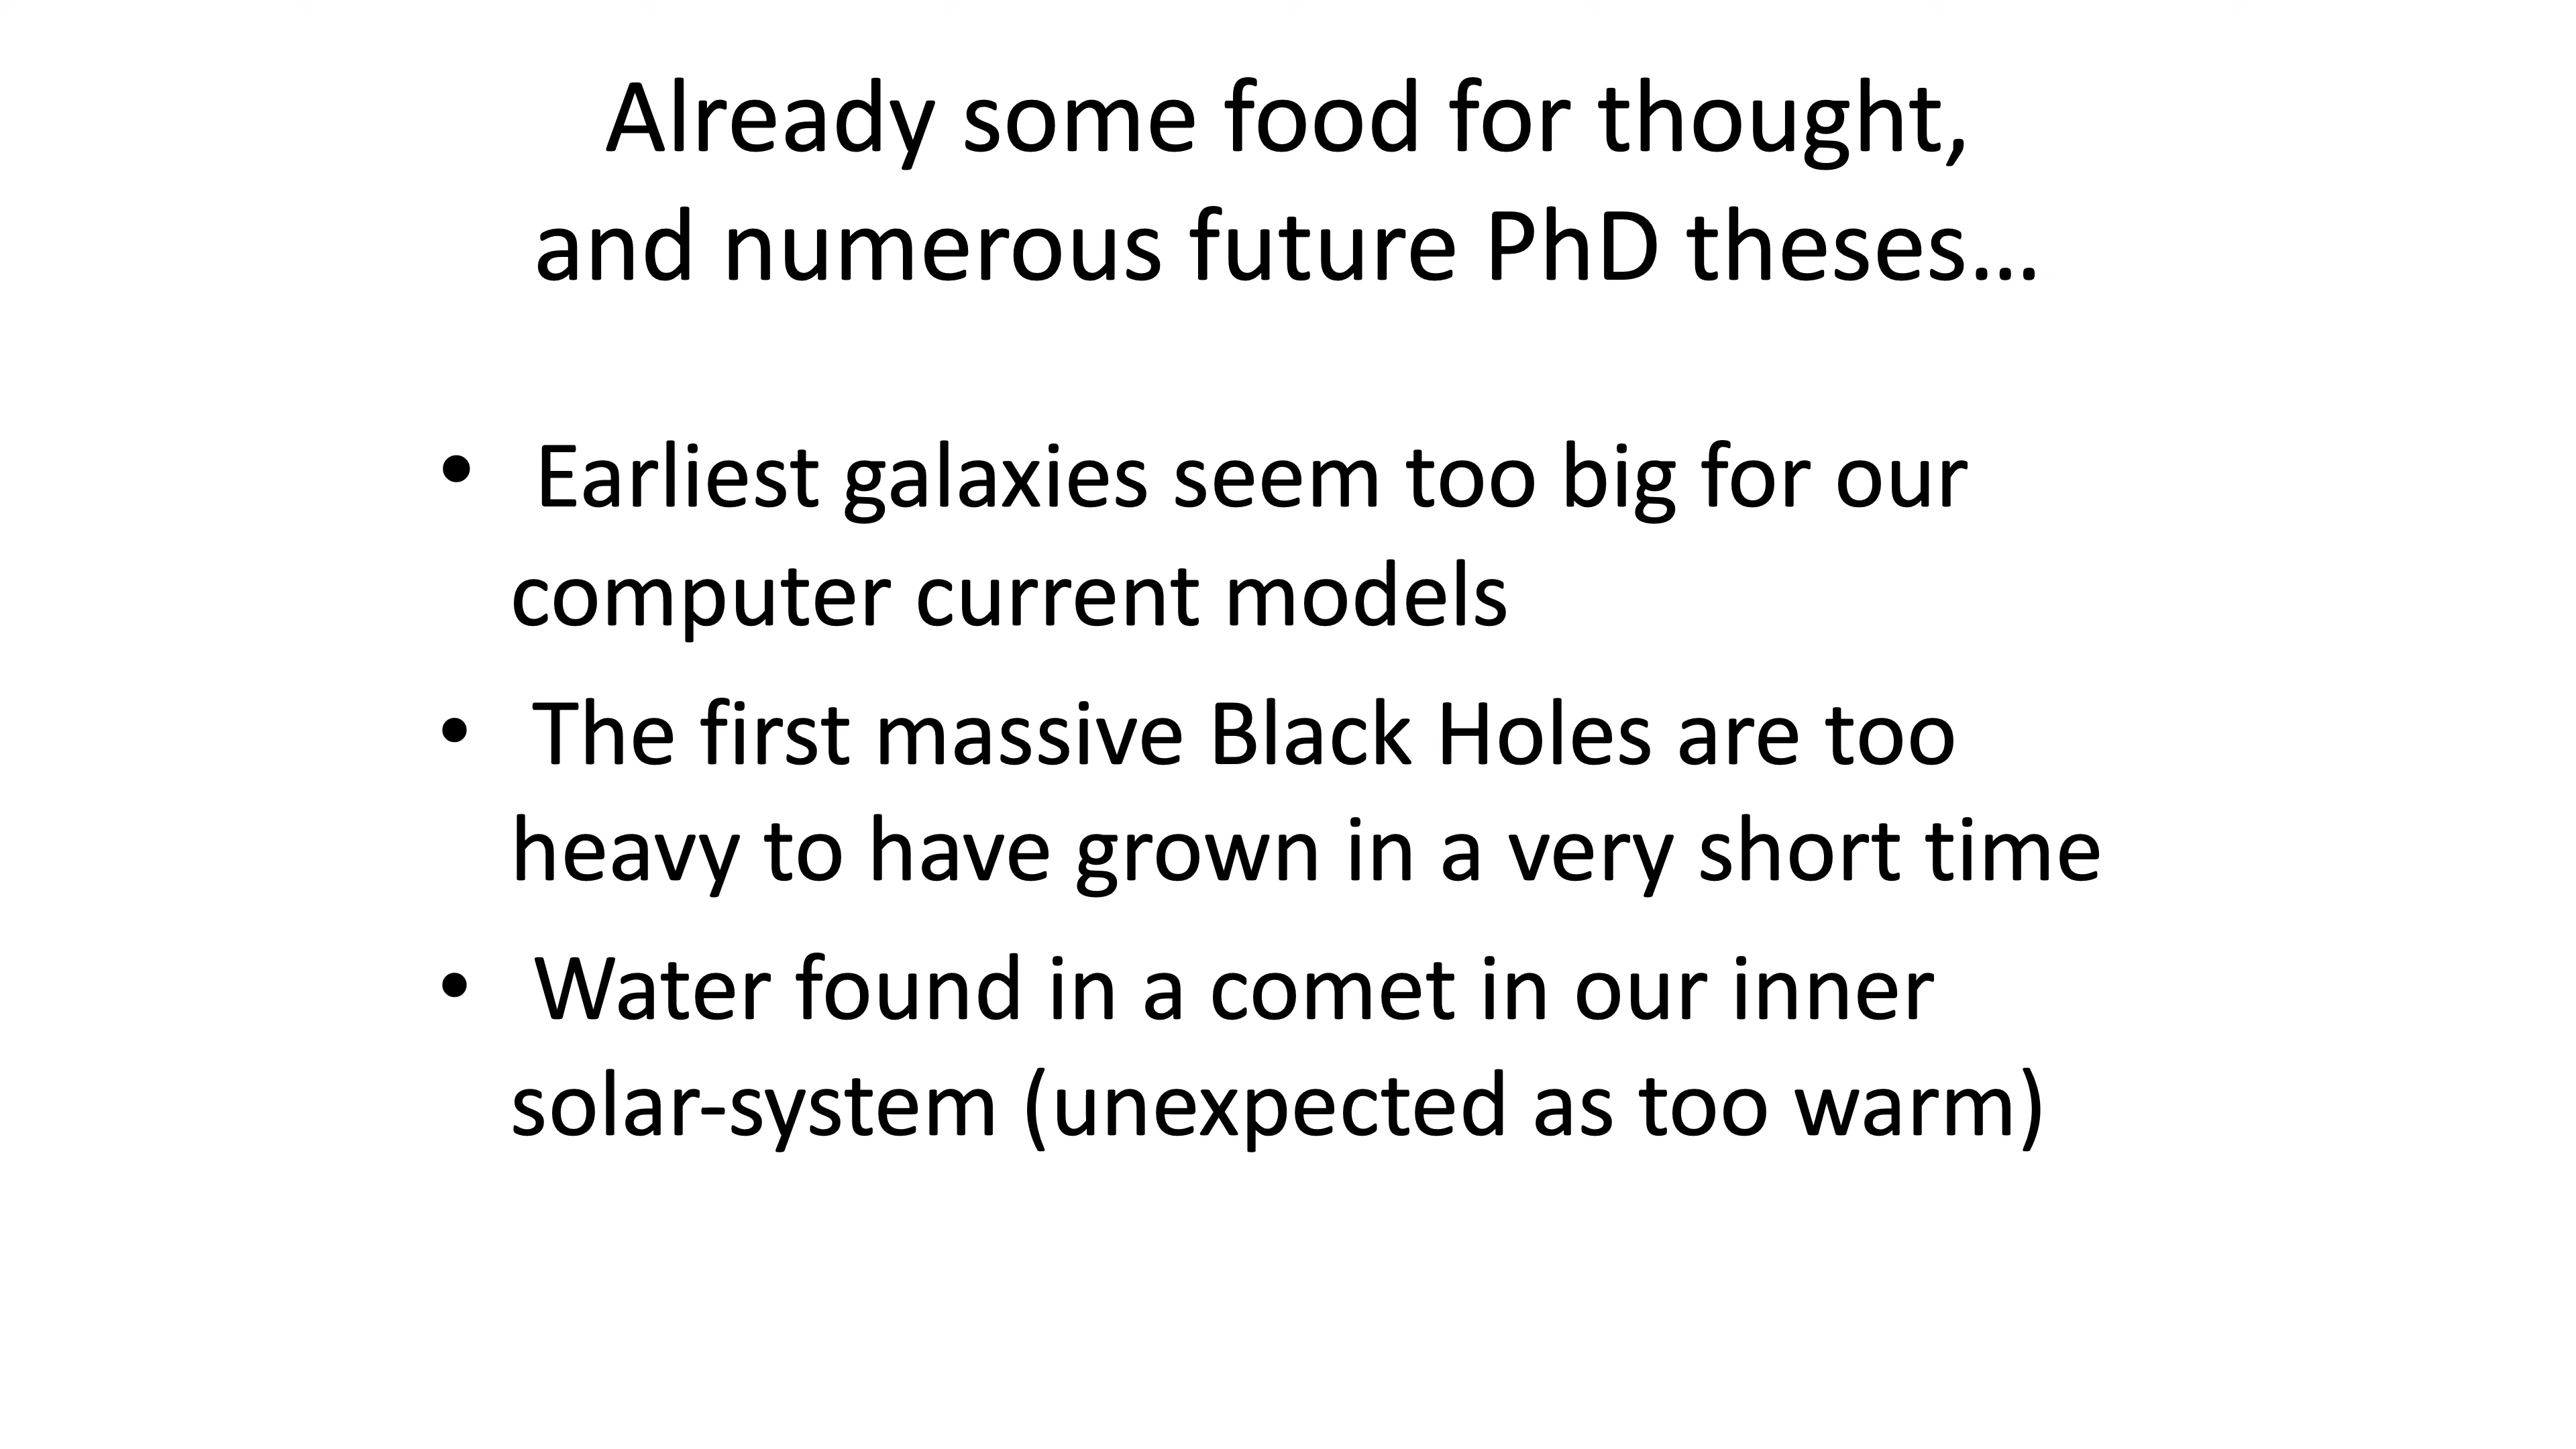 Already some food for thought,
and numerous future PhD theses…
• Earliest galaxies seem too big for our
computer current models
• The first massive Black Holes are too
heavy to have grown in a very short time
• Water found in a comet in our inner
solar-system (unexpected as too warm)